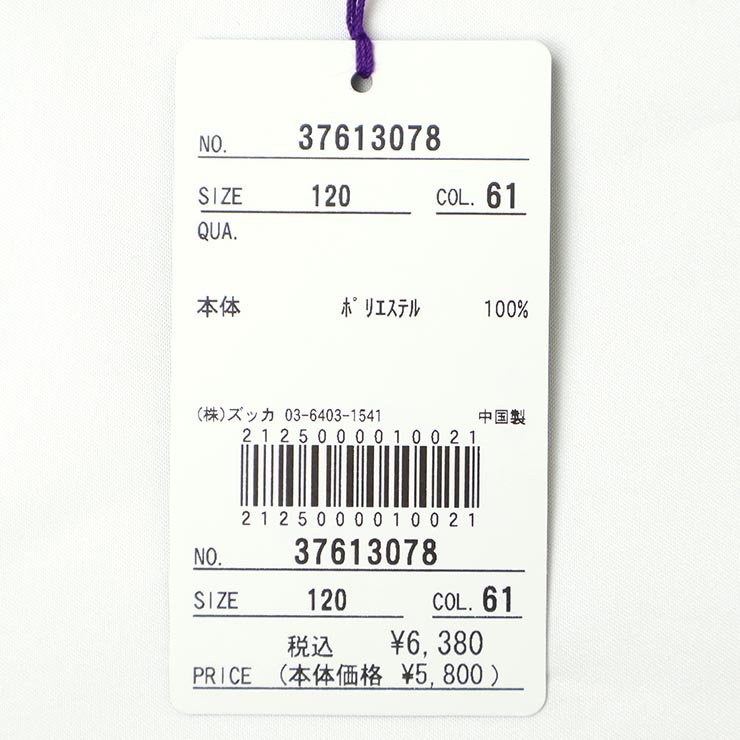 NO. 37613078
SIZE 120 COL. 61
QUA.
本体 ﾎﾟﾘｴｽﾃﾙ 100%
(株)ズッカ 03-6403-1541 中国製
2125000010021
2125000010021
NO. 37613078
SIZE 120 COL. 61
税込 ¥6,380
PRICE (本体価格 ¥5,800)